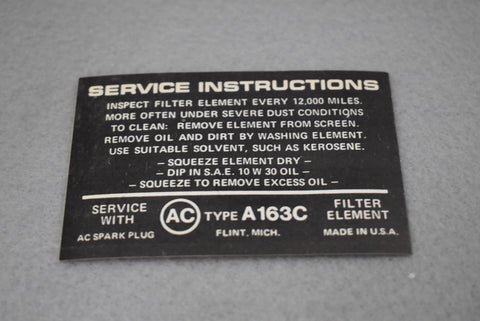 SERVICE INSTRUCTIONS
INSPECT FILTER ELEMENT EVERY 12,000 MILES.
MORE OFTEN UNDER SEVERE DUST CONDITIONS
TO CLEAN: REMOVE ELEMENT FROM SCREEN.
REMOVE OIL AND DIRT BY WASHING ELEMENT.
USE SUITABLE SOLVENT, SUCH AS KEROSENE.
– SQUEEZE ELEMENT DRY –
– DIP IN S.A.E. 10 W 30 OIL –
– SQUEEZE TO REMOVE EXCESS OIL –
SERVICE WITH
AC SPARK PLUG
AC TYPE A163C
FLINT, MICH.
FILTER ELEMENT
MADE IN U.S.A.